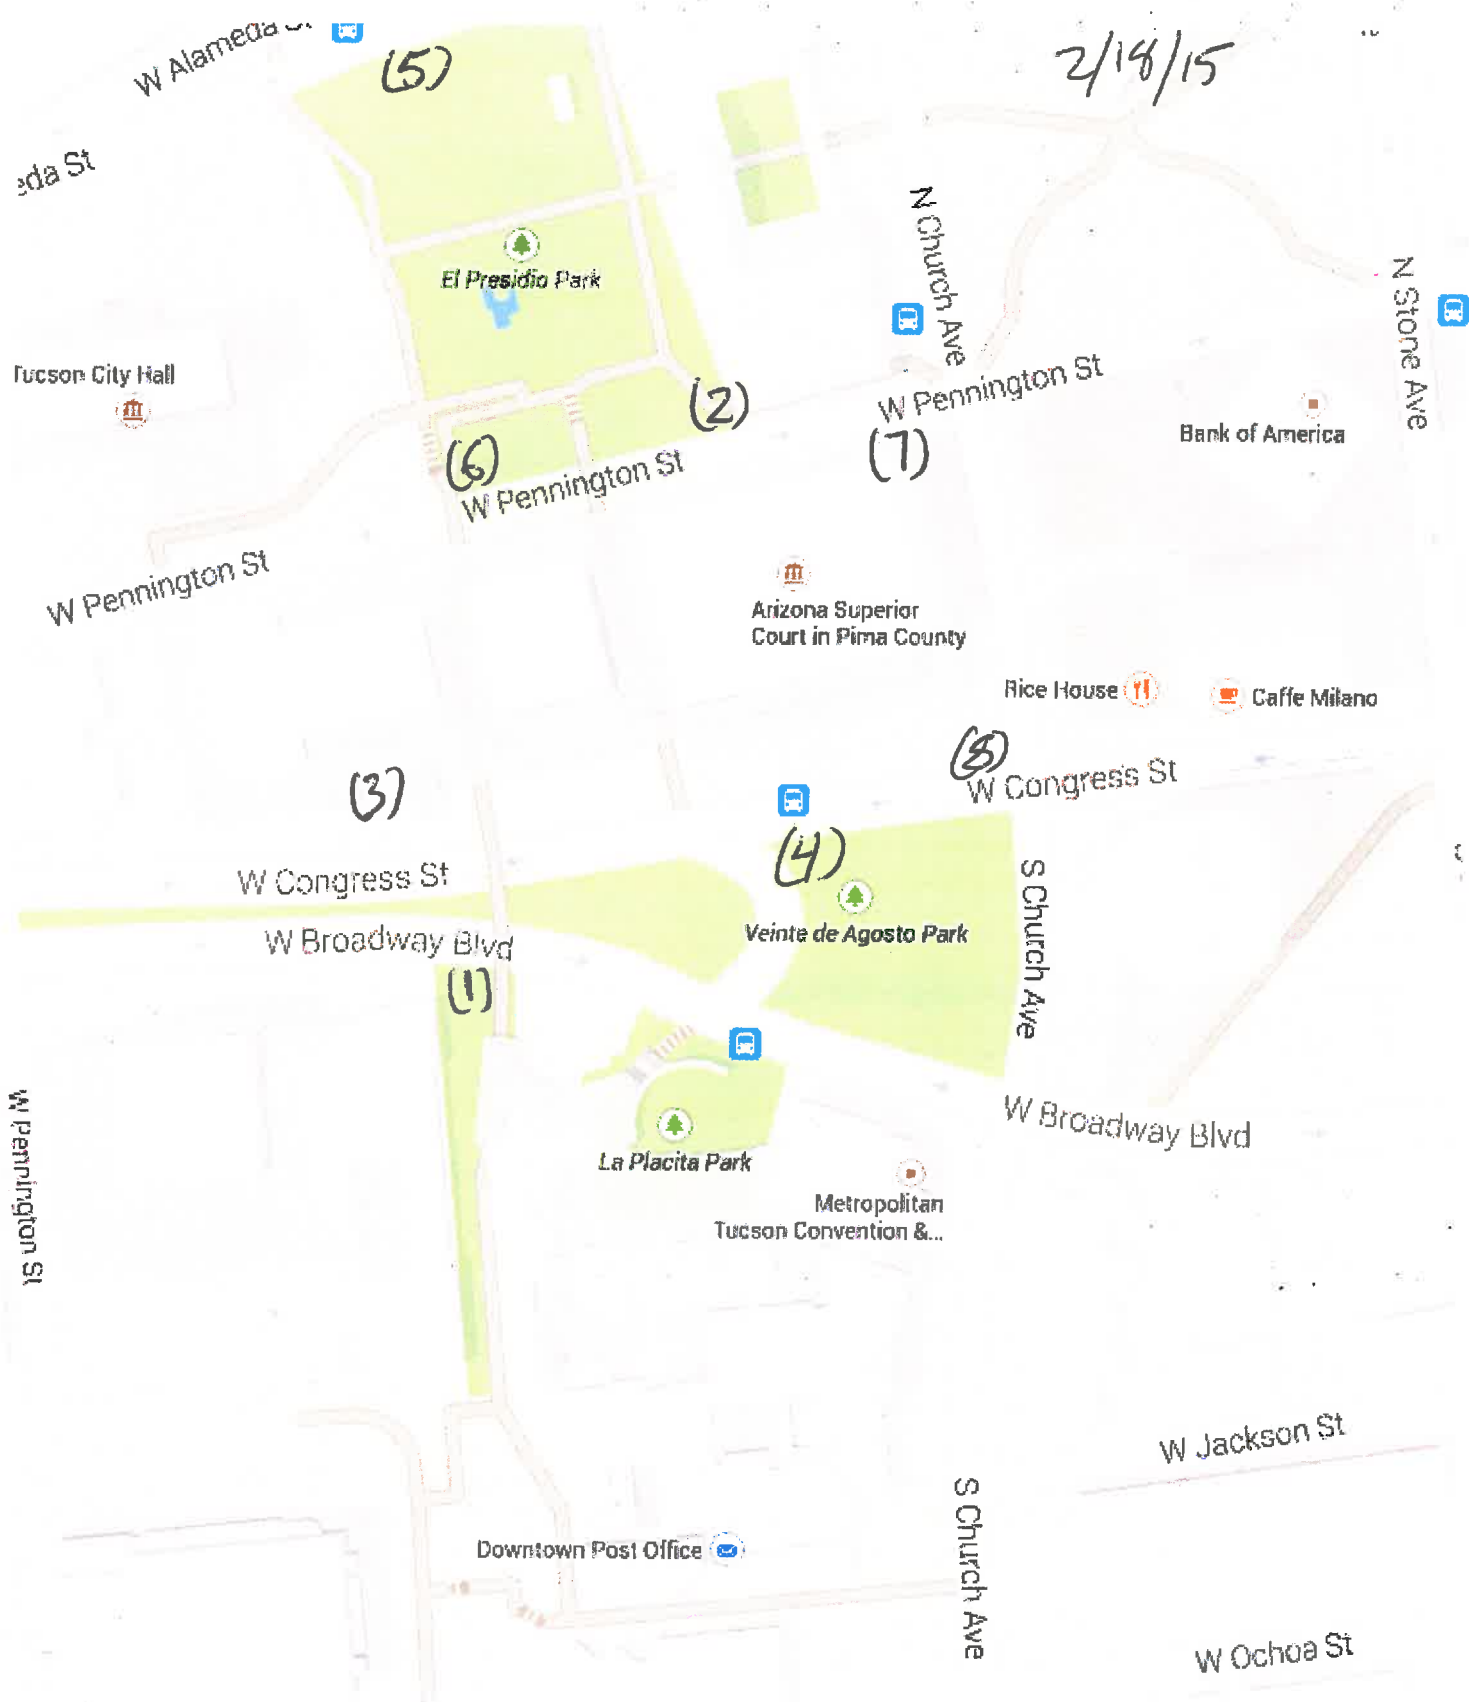 W Alameda St
(5)
2/18/15
eda St
N Church Ave
El Presidio Park
N Stone Ave
Tucson City Hall
(2)
W Pennington St
(7)
Bank of America
(6)
W Pennington St
W Pennington St
Arizona Superior
Court in Pima County
Rice House
Caffe Milano
(3)
(8)
W Congress St
(4)
W Congress St
S Church Ave
Veinte de Agosto Park
W Broadway Blvd
(1)
W Pennington St
W Broadway Blvd
La Placita Park
Metropolitan
Tucson Convention &...
W Jackson St
S Church Ave
Downtown Post Office
W Ochoa St